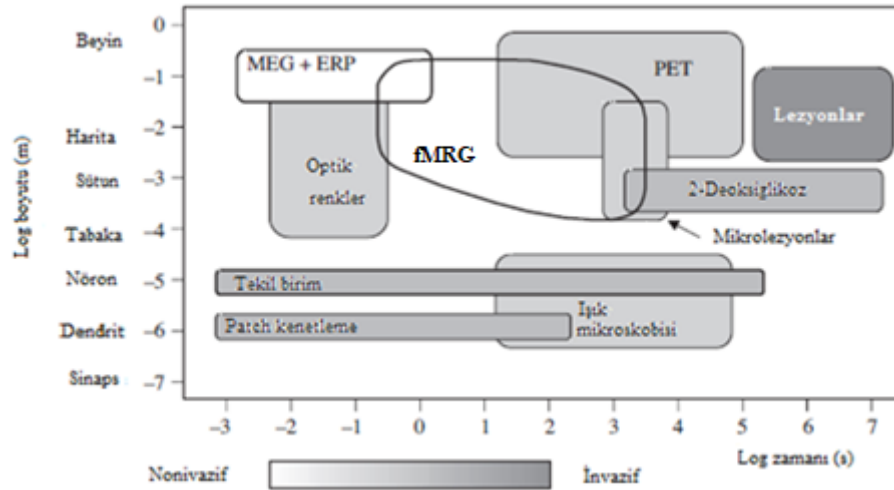 Log boyutu (m)
Beyin
Harita
Sütun
Tabaka
Nöron
Dendrit
Sinaps
0
–1
–2
–3
–4
–5
–6
–7
MEG + ERP
PET
Lezyonlar
fMRG
Optik
renkler
2-Deoksiglikoz
Mikrolezyonlar
Tekil birim
Patch kenetleme
Işık
mikroskobisi
–3 –2 –1 0 1 2 3 4 5 6 7
Log zamanı (s)
Nonivazif
İnvazif